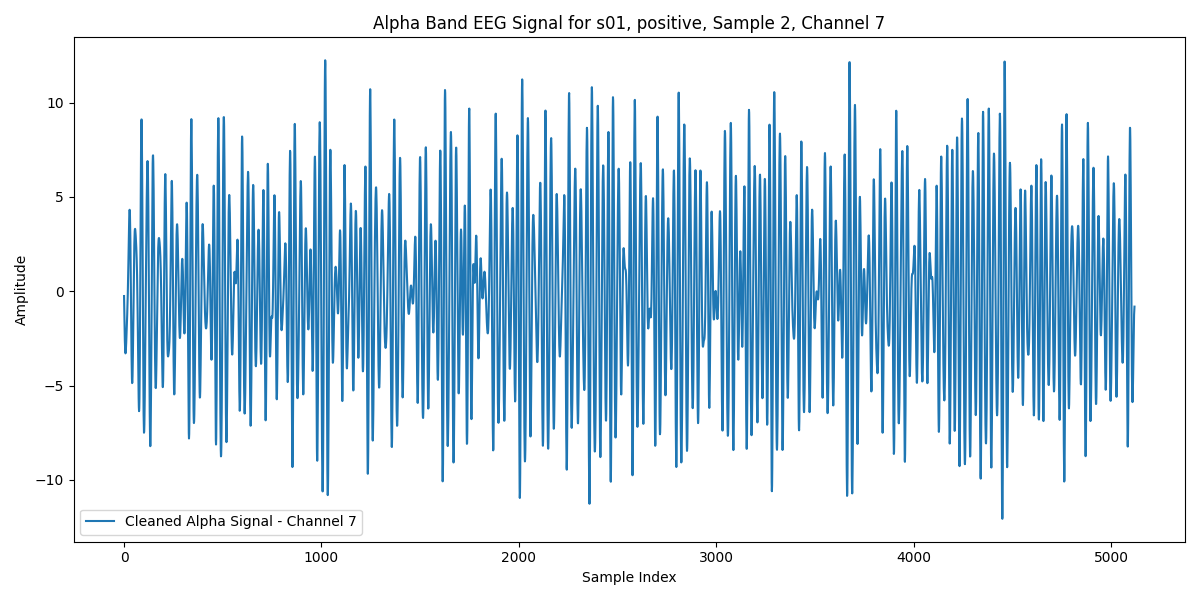 Alpha Band EEG Signal for s01, positive, Sample 2, Channel 7
Amplitude
10
5
0
−5
−10
Cleaned Alpha Signal - Channel 7
0 1000 2000 3000 4000 5000
Sample Index